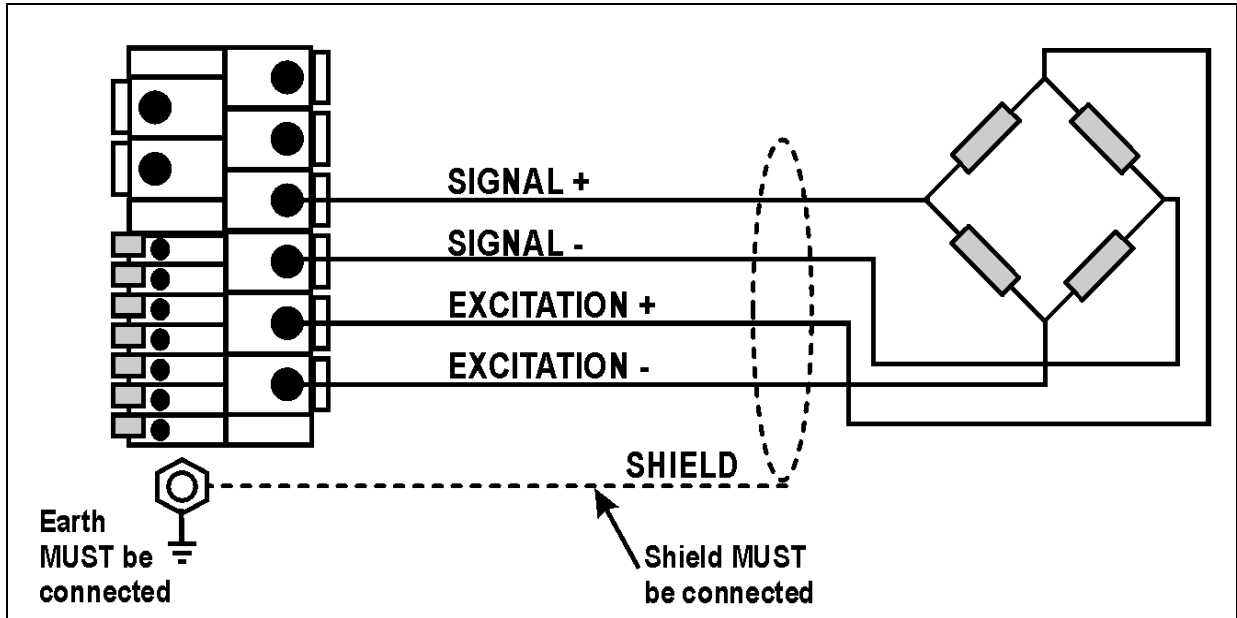 SIGNAL +
SIGNAL -
EXCITATION +
EXCITATION -
SHIELD
Earth
MUST be
connected
Shield MUST
be connected